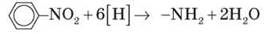 –NO₂ + 6[H] → –NH₂ + 2H₂O